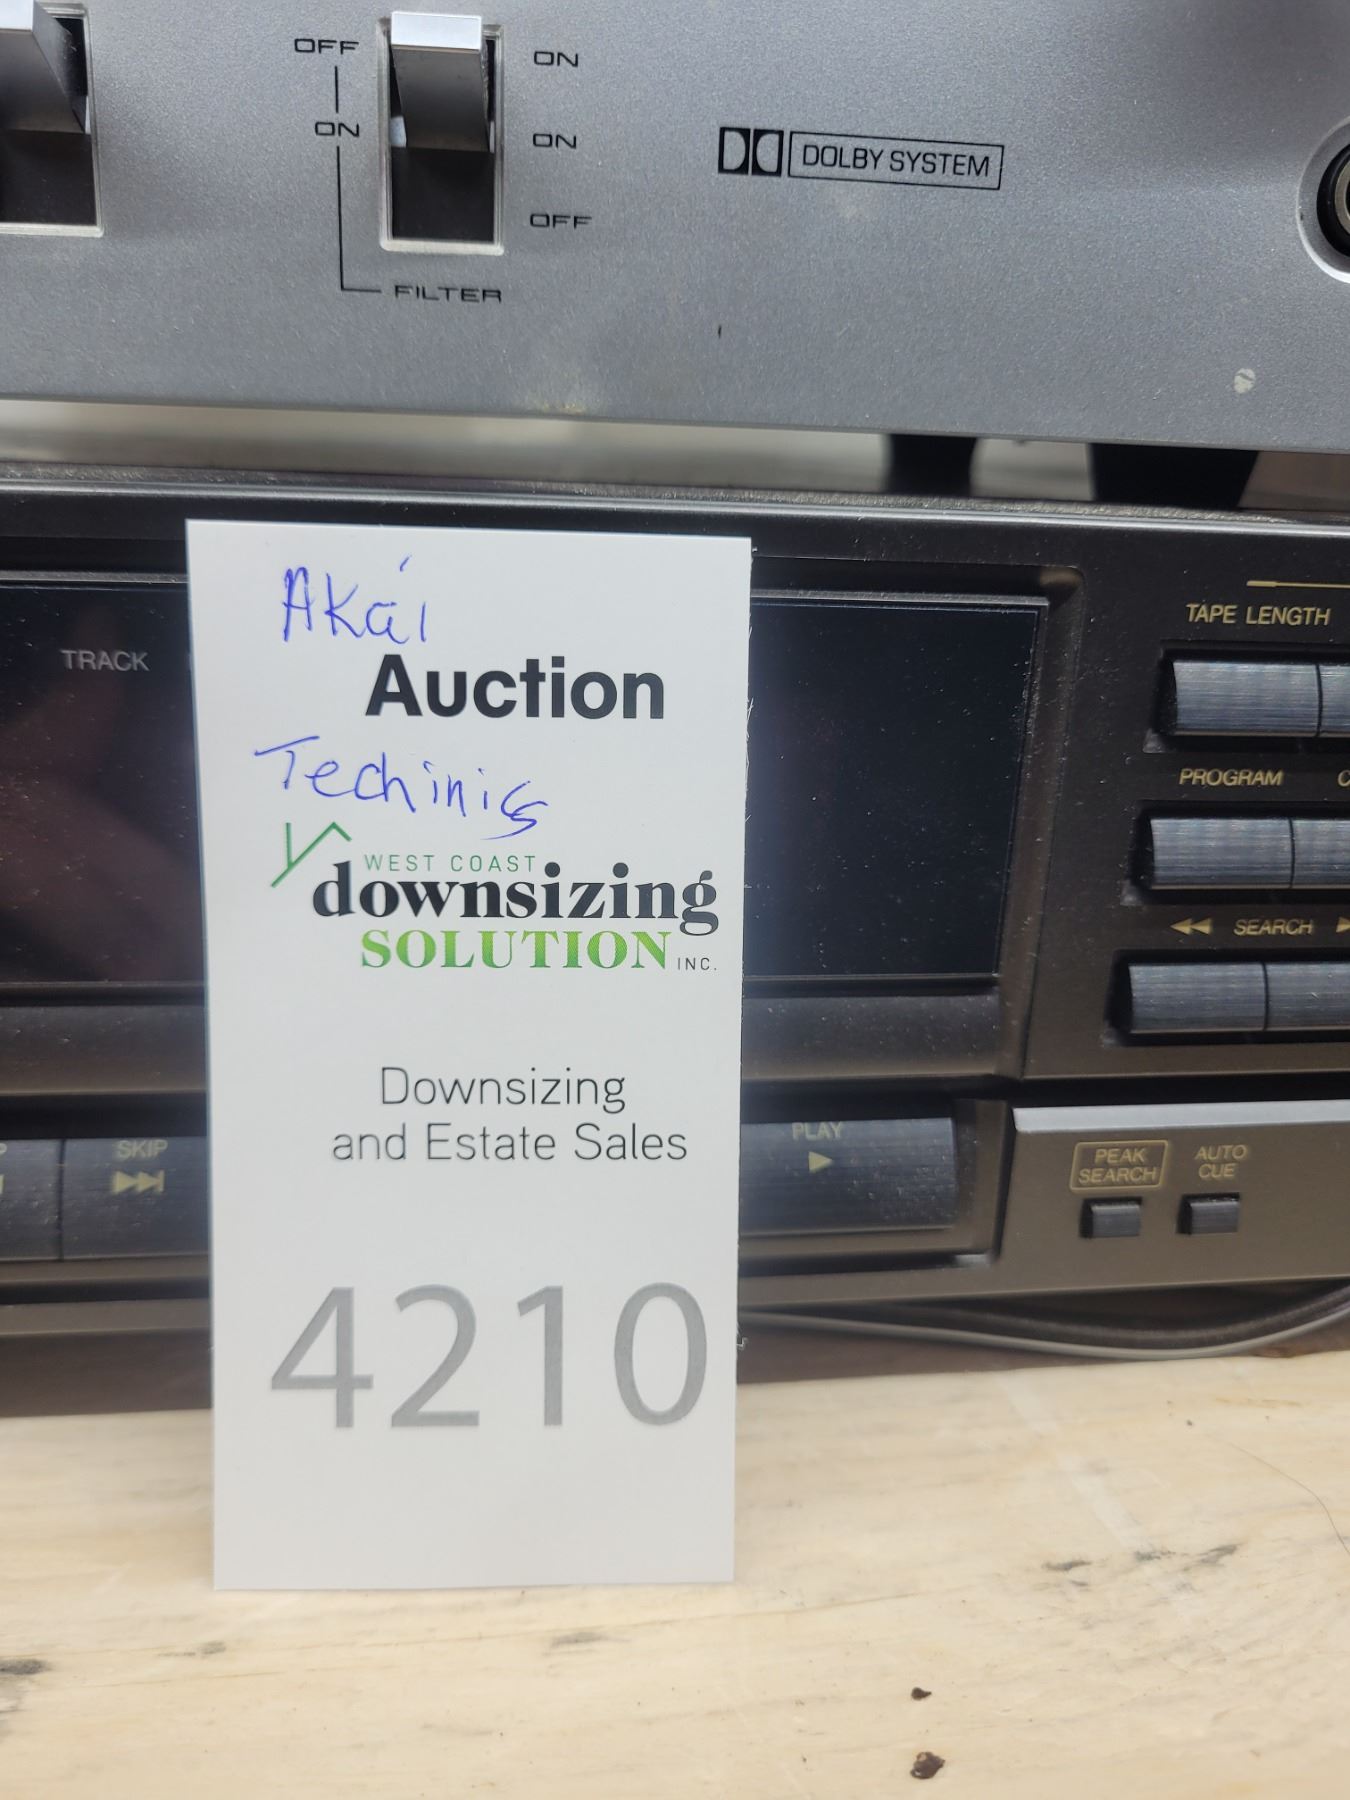 OFF
ON
ON
ON
OFF
FILTER
DOLBY SYSTEM
TRACK
TAPE LENGTH
PROGRAM
SEARCH
SKIP
PLAY
PEAK
SEARCH
AUTO
CUE
Akai
Auction
Techinics
WEST COAST
downsizing
SOLUTION INC.
Downsizing
and Estate Sales
4210